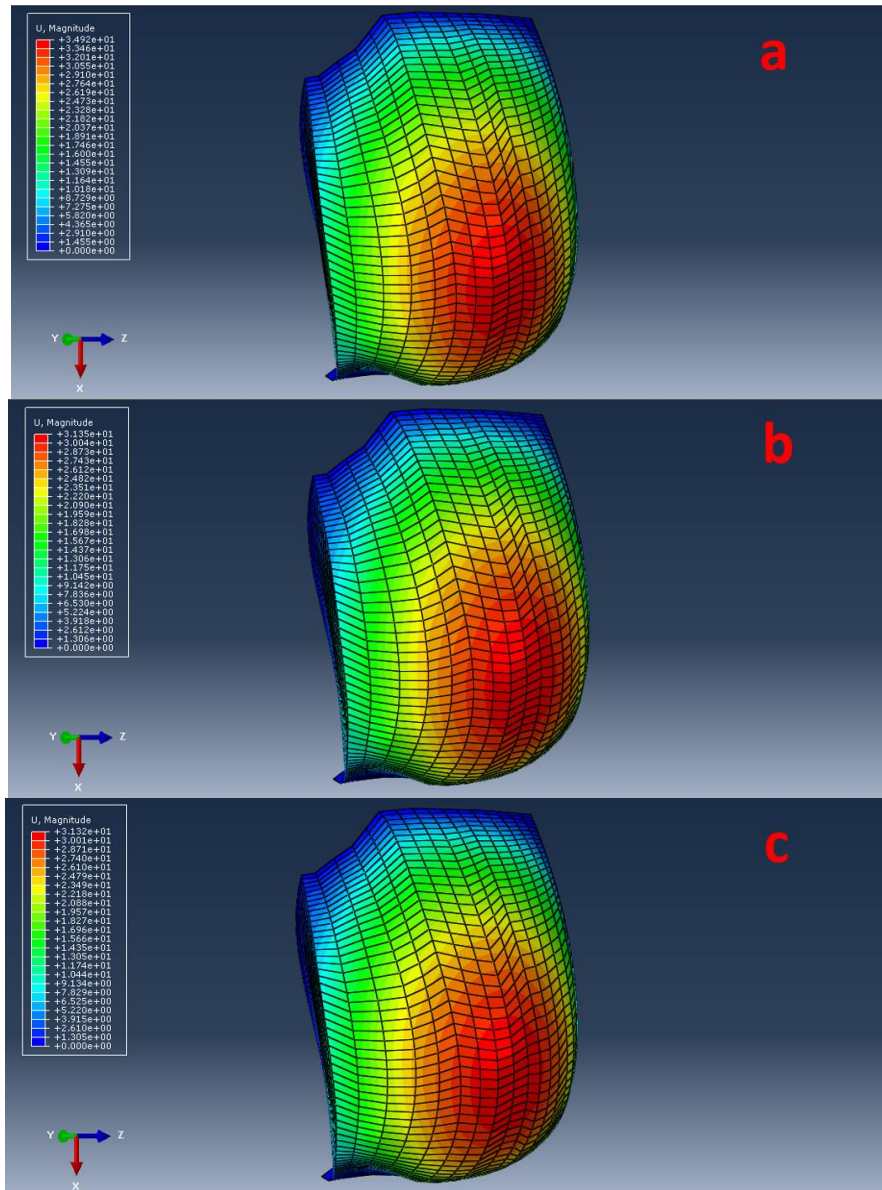 U, Magnitude
+3.492e+01
+3.346e+01
+3.201e+01
+3.055e+01
+2.910e+01
+2.764e+01
+2.619e+01
+2.473e+01
+2.328e+01
+2.182e+01
+2.037e+01
+1.891e+01
+1.746e+01
+1.600e+01
+1.455e+01
+1.309e+01
+1.164e+01
+1.018e+01
+8.729e+00
+7.275e+00
+5.820e+00
+4.365e+00
+2.910e+00
+1.455e+00
+0.000e+00
a
Y Z
X
U, Magnitude
+3.135e+01
+3.004e+01
+2.873e+01
+2.743e+01
+2.612e+01
+2.482e+01
+2.351e+01
+2.220e+01
+2.090e+01
+1.959e+01
+1.828e+01
+1.698e+01
+1.567e+01
+1.437e+01
+1.306e+01
+1.175e+01
+1.045e+01
+9.142e+00
+7.836e+00
+6.530e+00
+5.224e+00
+3.918e+00
+2.612e+00
+1.306e+00
+0.000e+00
b
Y Z
X
U, Magnitude
+3.132e+01
+3.001e+01
+2.871e+01
+2.740e+01
+2.610e+01
+2.479e+01
+2.349e+01
+2.218e+01
+2.088e+01
+1.957e+01
+1.827e+01
+1.696e+01
+1.566e+01
+1.435e+01
+1.305e+01
+1.174e+01
+1.044e+01
+9.134e+00
+7.829e+00
+6.525e+00
+5.220e+00
+3.915e+00
+2.610e+00
+1.305e+00
+0.000e+00
c
Y Z
X